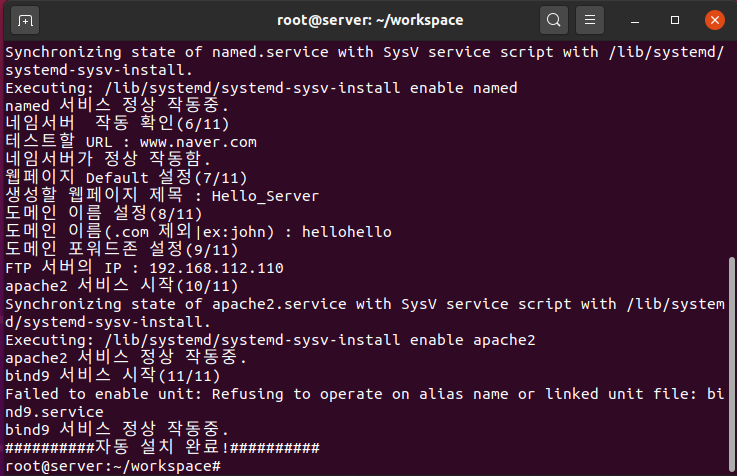 root@server: ~/workspace
Synchronizing state of named.service with SysV service script with /lib/systemd/
systemd-sysv-install.
Executing: /lib/systemd/systemd-sysv-install enable named
named 서비스 정상 작동중.
네임서버  작동 확인(6/11)
테스트할 URL : www.naver.com
네임서버가 정상 작동함.
웹페이지 Default 설정(7/11)
생성할 웹페이지 제목 : Hello_Server
도메인 이름 설정(8/11)
도메인 이름(.com 제외|ex:john) : hellohello
도메인 포워드존 설정(9/11)
FTP 서버의 IP : 192.168.112.110
apache2 서비스 시작(10/11)
Synchronizing state of apache2.service with SysV service script with /lib/system
d/systemd-sysv-install.
Executing: /lib/systemd/systemd-sysv-install enable apache2
apache2 서비스 정상 작동중.
bind9 서비스 시작(11/11)
Failed to enable unit: Refusing to operate on alias name or linked unit file: bi
nd9.service
bind9 서비스 정상 작동중.
##########자동 설치 완료!##########
root@server:~/workspace#